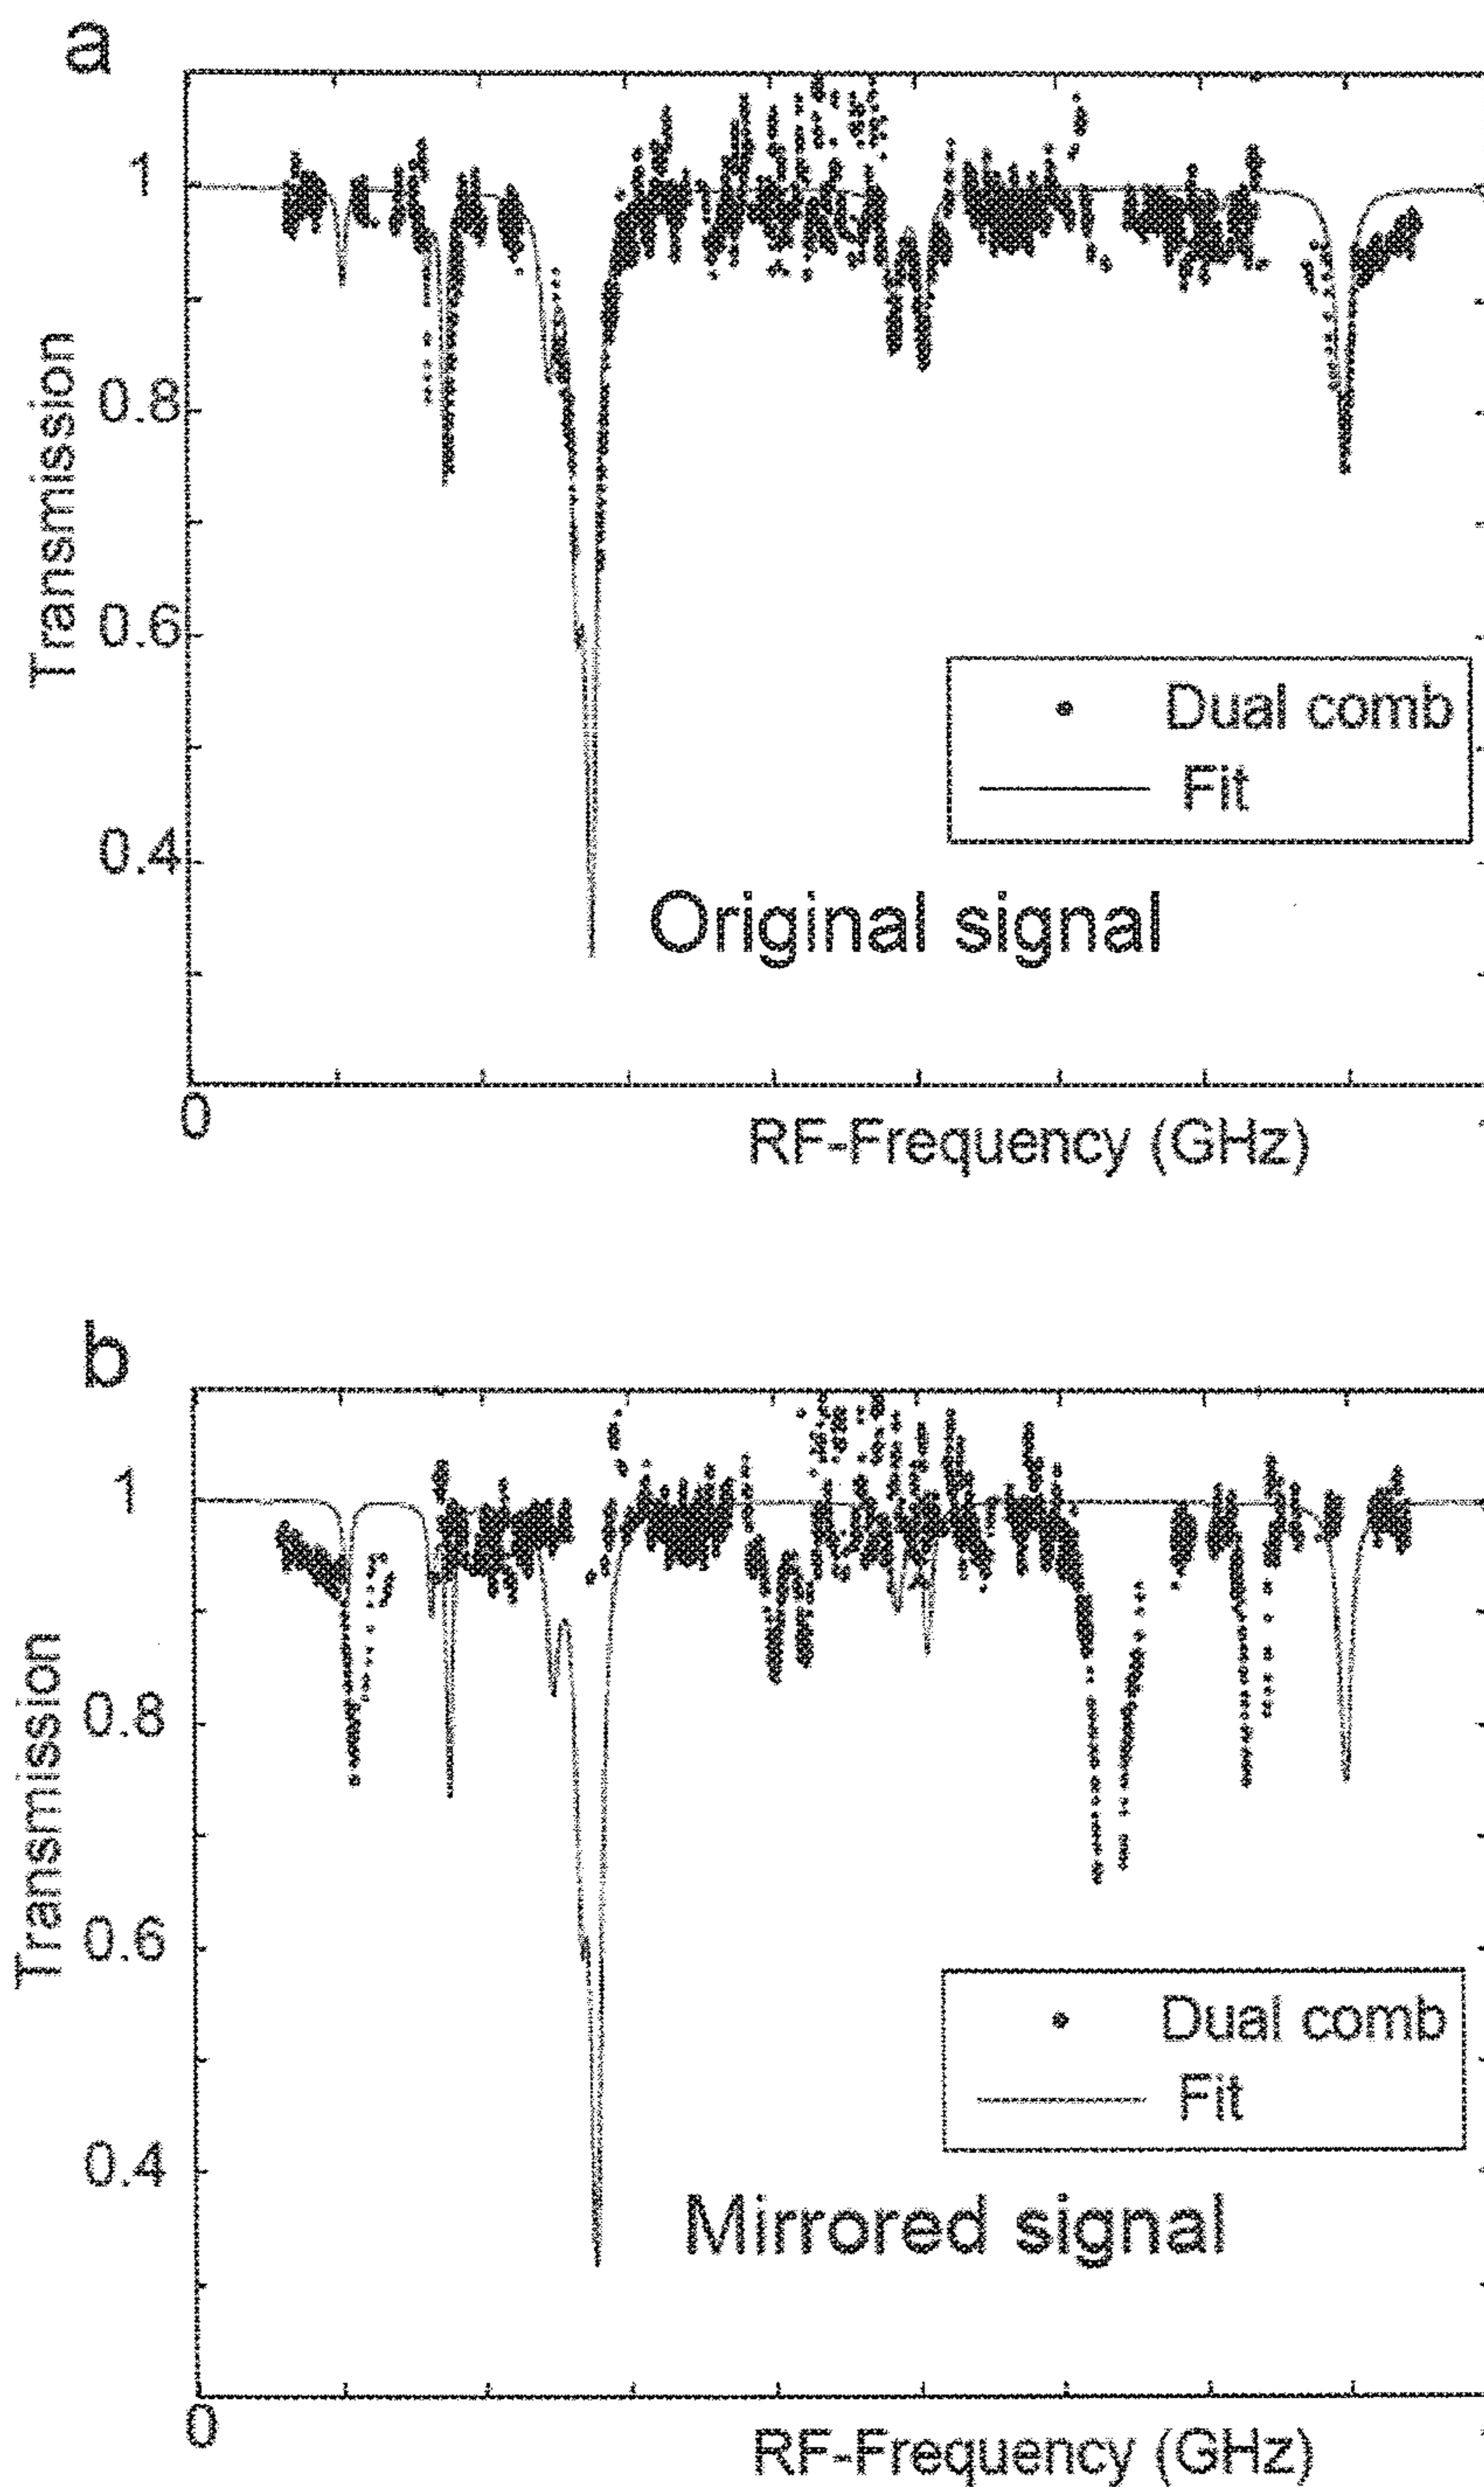 a
1
0.8
0.6
0.4
Transmission
Dual comb
Fit
Original signal
0
RF-Frequency (GHz)
b
1
0.8
0.6
0.4
Transmission
Dual comb
Fit
Mirrored signal
0
RF-Frequency (GHz)